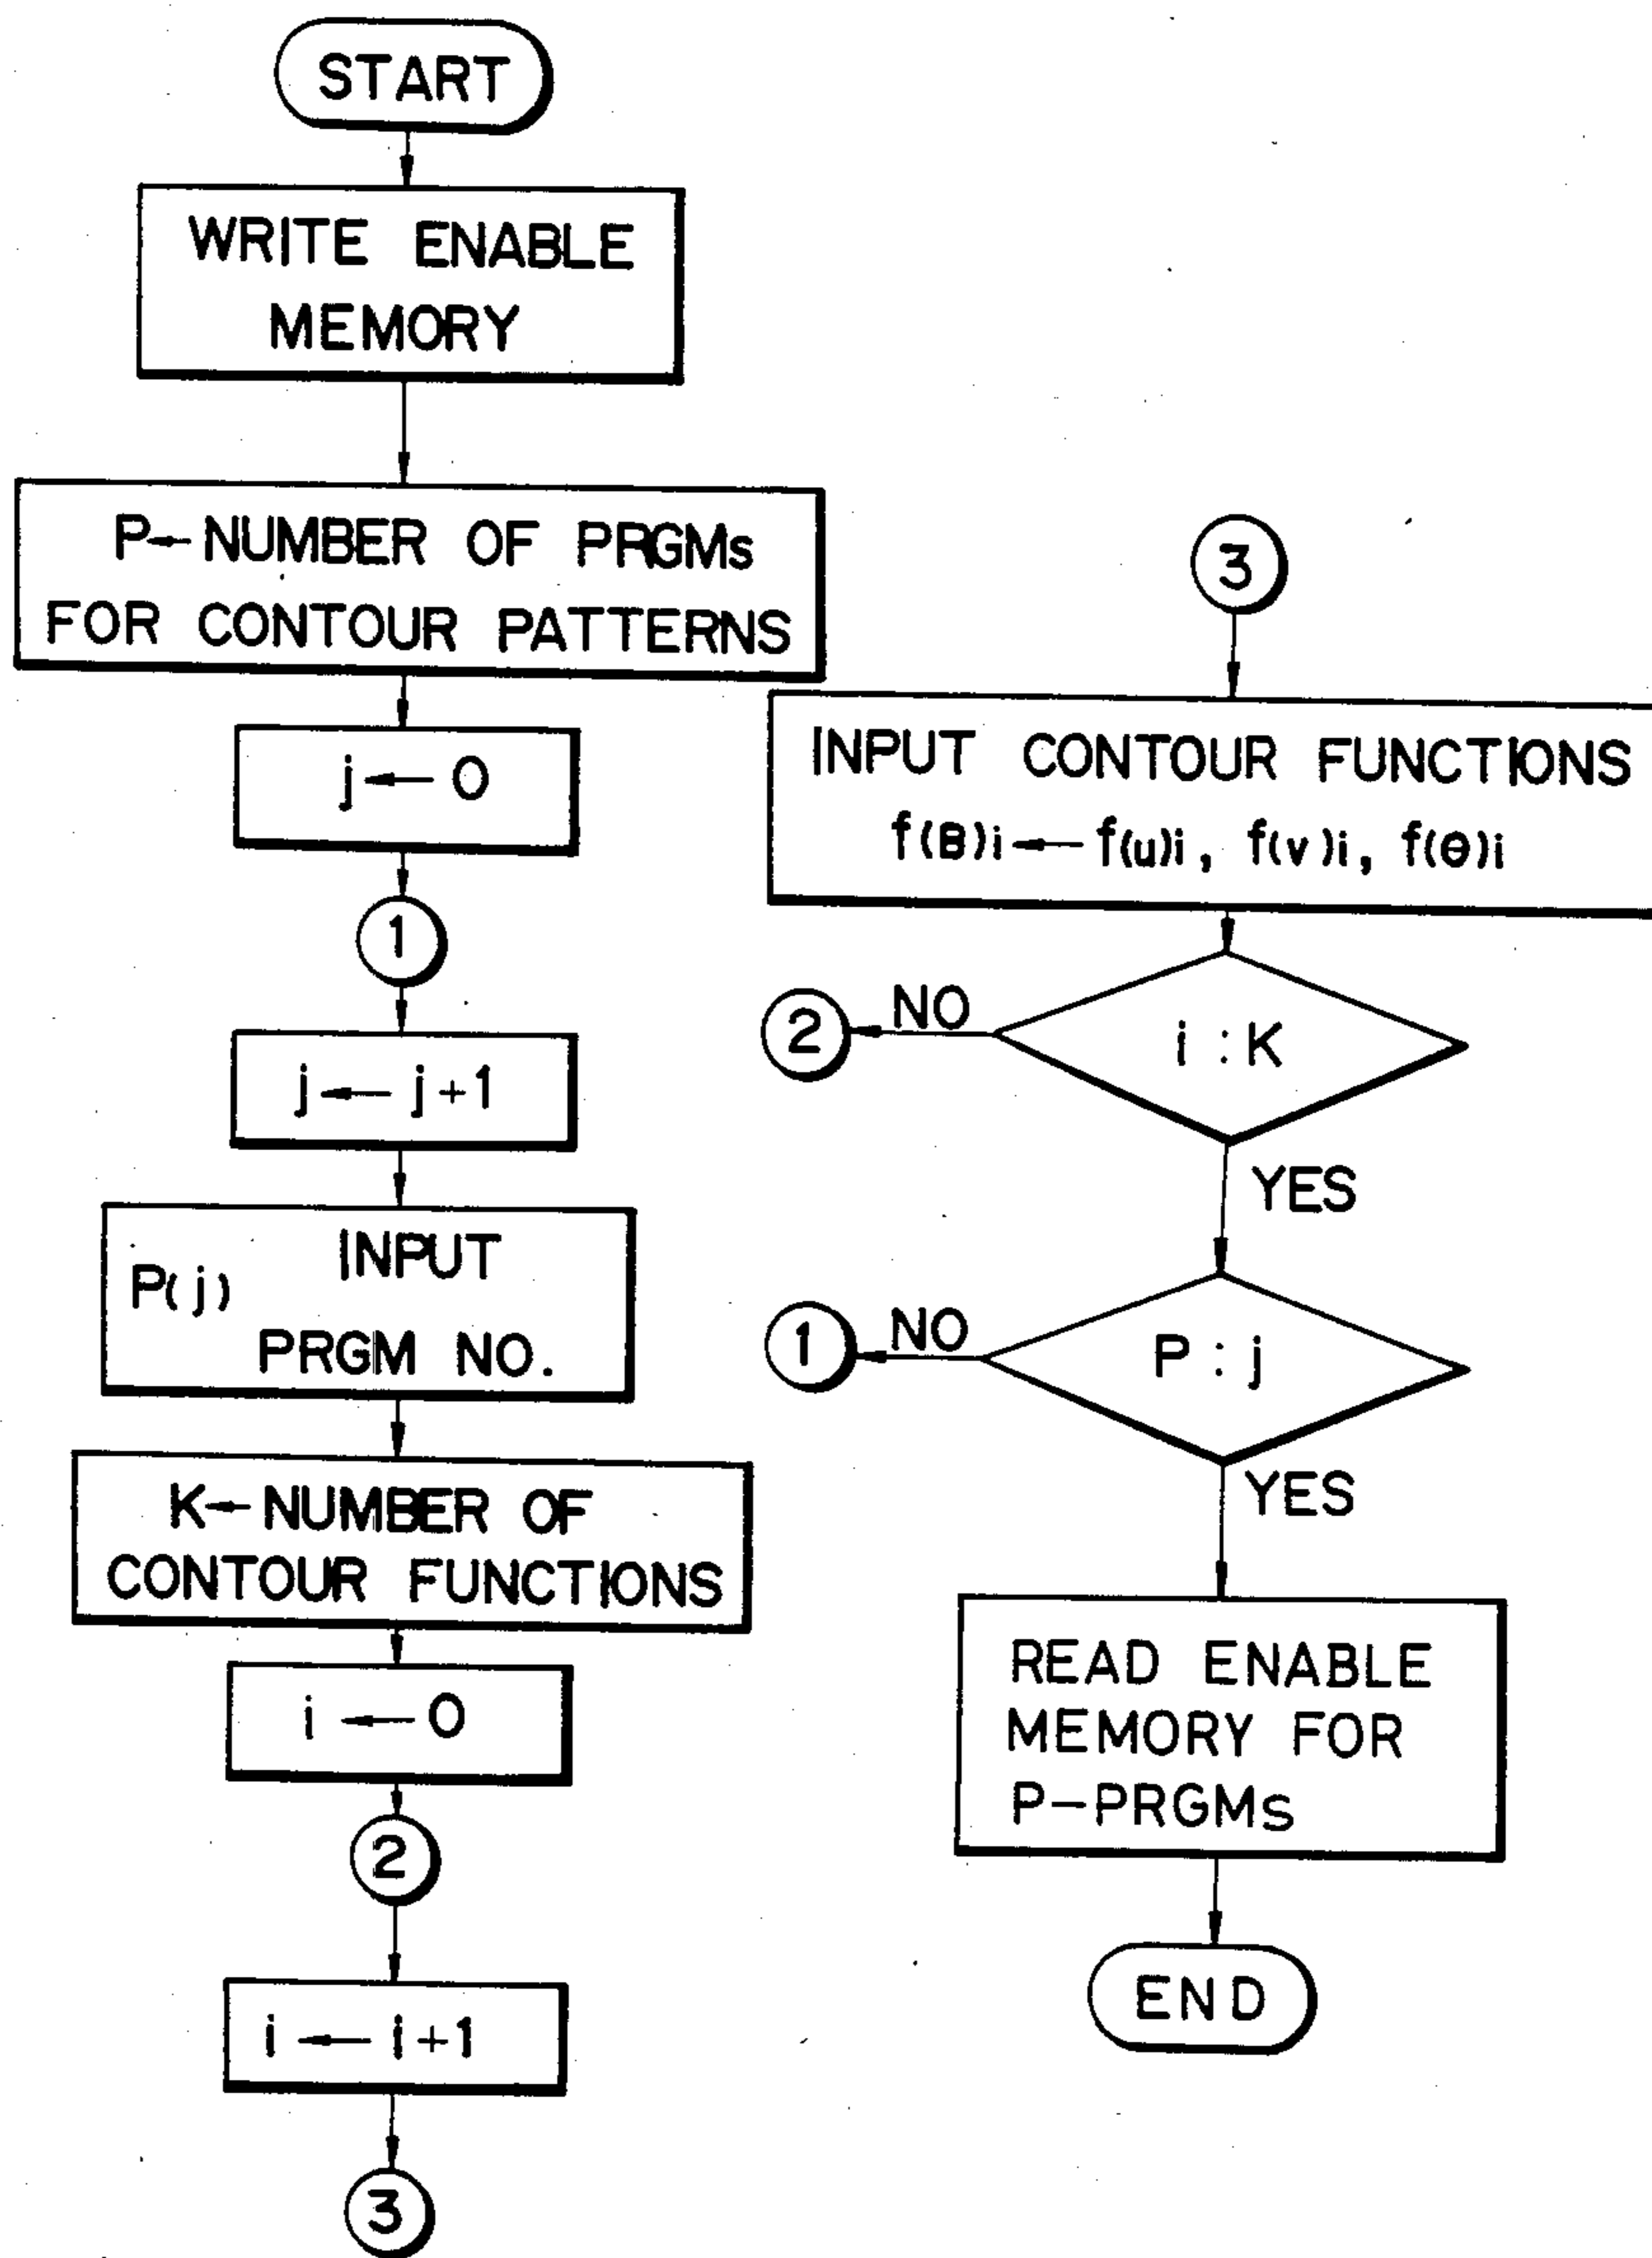 START
WRITE ENABLE
MEMORY
P←NUMBER OF PRGMs
FOR CONTOUR PATTERNS
j ← 0
1
j ← j+1
P(j) INPUT
PRGM NO.
K←NUMBER OF
CONTOUR FUNCTIONS
i ← 0
2
i ← i+1
3
3
INPUT CONTOUR FUNCTIONS
f(B)i ← f(u)i, f(v)i, f(θ)i
i : K
NO
2
YES
P : j
NO
1
YES
READ ENABLE
MEMORY FOR
P-PRGMs
END